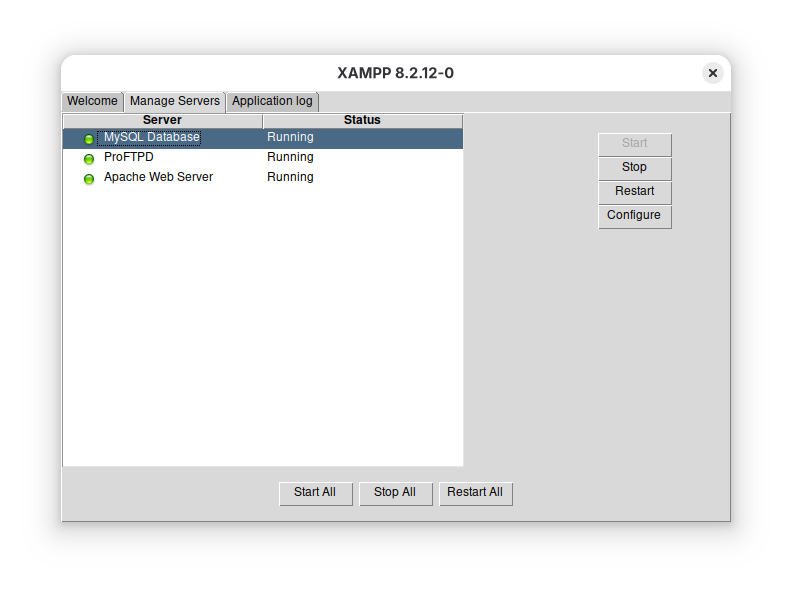 XAMPP 8.2.12-0
Welcome Manage Servers Application log
Server Status
MySQL Database Running
ProFTPD Running
Apache Web Server Running
Start
Stop
Restart
Configure
Start All Stop All Restart All